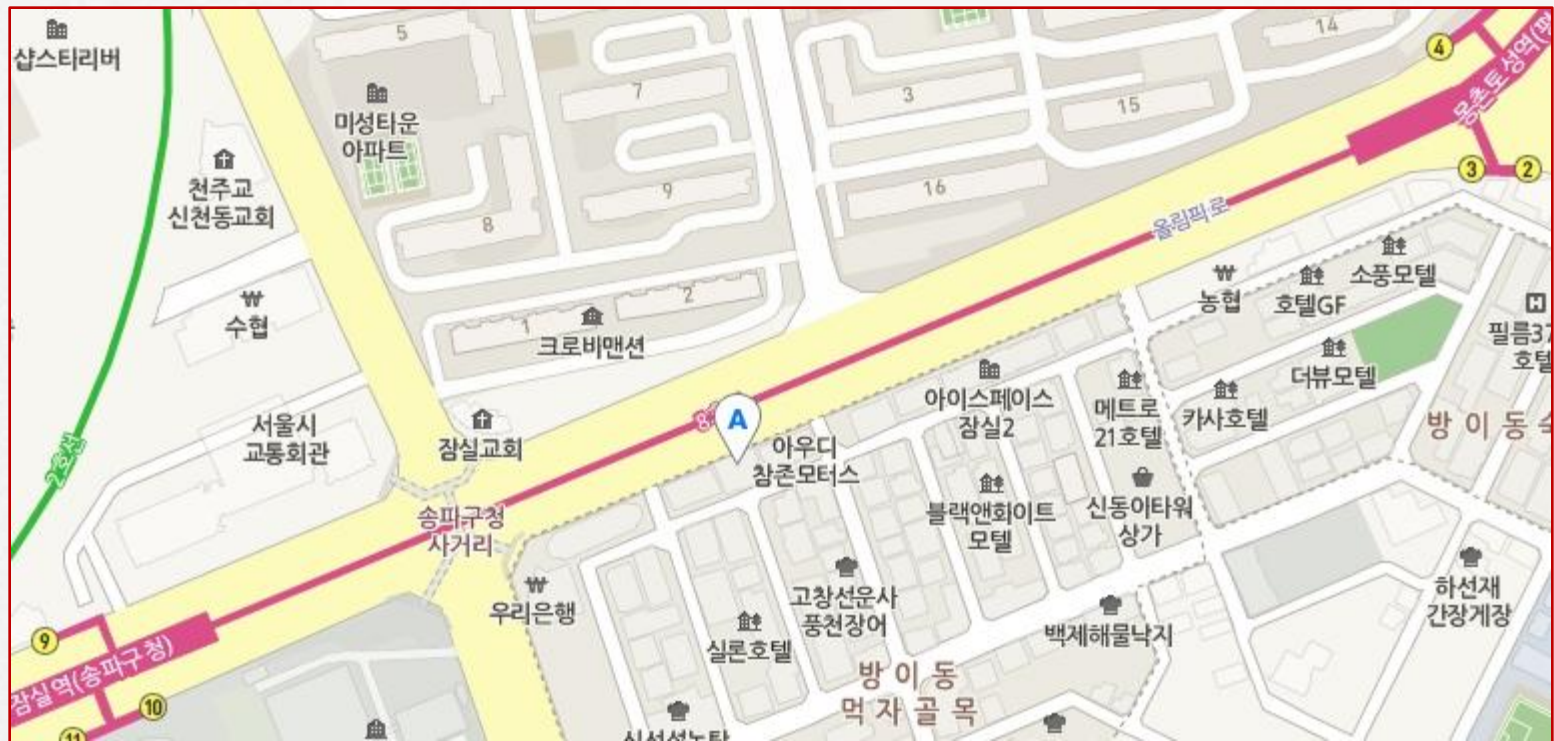 샵스티리버
5
미성타운
아파트
7
3
14
4
몽촌토성역(
15
천주교
신천동교회
8
9
16
3
2
올림픽로
수협
1
2
크로비맨션
농협
호텔GF
소풍모텔
필름37
호텔
더뷰모텔
2호선
서울시
교통회관
잠실교회
8
A
아우디
참존모터스
아이스페이스
잠실2
메트로
21호텔
카사호텔
방이동
송파구청
사거리
블랙앤화이트
모텔
신동이타워
상가
우리은행
고창선운사
풍천장어
하선재
간장게장
실론호텔
백제해물낙지
9
잠실역(송파구청)
10
11
방이동
먹자골목